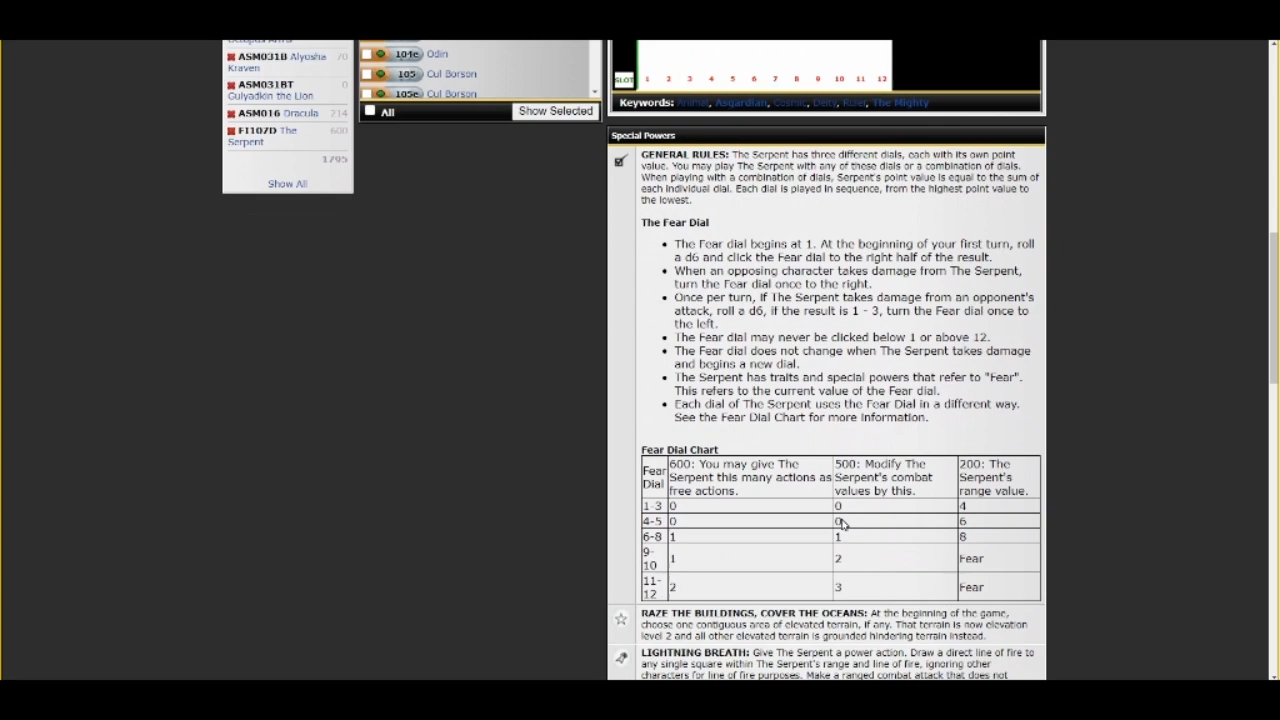 ASM031B Alyosha 70
Kraven
ASM031BT 0
Gulyadkin the Lion
ASM016 Dracula 214
FI107D The 600
Serpent
1795
Show All
104e Odin
105 Cul Borson
105e Cul Borson
All
Show Selected
SLOT 1 2 3 4 5 6 7 8 9 10 11 12
Keywords: Animal, Asgardian, Cosmic, Deity, Ruler, The Mighty
Special Powers
GENERAL RULES: The Serpent has three different dials, each with its own point
value. You may play The Serpent with any of these dials or a combination of dials.
When playing with a combination of dials, Serpent's point value is equal to the sum of
each individual dial. Each dial is played in sequence, from the highest point value to
the lowest.
The Fear Dial
• The Fear dial begins at 1. At the beginning of your first turn, roll
a d6 and click the Fear dial to the right half of the result.
• When an opposing character takes damage from The Serpent,
turn the Fear dial once to the right.
• Once per turn, if The Serpent takes damage from an opponent's
attack, roll a d6, if the result is 1 - 3, turn the Fear dial once to
the left.
• The Fear dial may never be clicked below 1 or above 12.
• The Fear dial does not change when The Serpent takes damage
and begins a new dial.
• The Serpent has traits and special powers that refer to "Fear".
This refers to the current value of the Fear dial.
• Each dial of The Serpent uses the Fear Dial in a different way.
See the Fear Dial Chart for more information.
Fear Dial Chart
Fear Dial 600: You may give The Serpent this many actions as free actions. 500: Modify The Serpent's combat values by this. 200: The Serpent's range value.
1-3 0 0 4
4-5 0 0 6
6-8 1 1 8
9-10 1 2 Fear
11-12 2 3 Fear
RAZE THE BUILDINGS, COVER THE OCEANS: At the beginning of the game,
choose one contiguous area of elevated terrain, if any. That terrain is now elevation
level 2 and all other elevated terrain is grounded hindering terrain instead.
LIGHTNING BREATH: Give The Serpent a power action. Draw a direct line of fire to
any single square within The Serpent's range and line of fire, ignoring other
characters for line of fire purposes. Make a ranged combat attack that does not